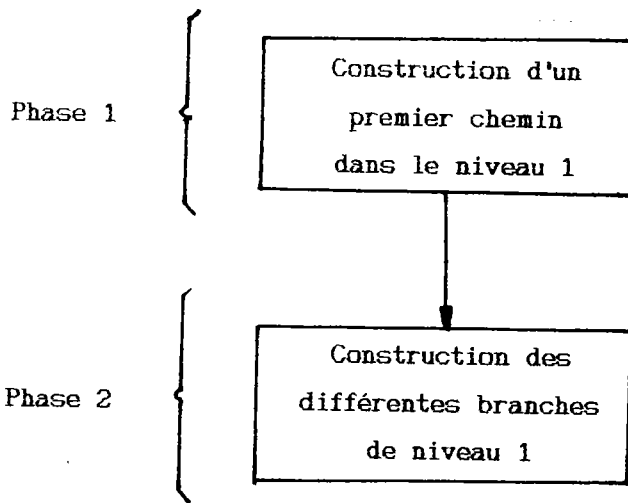 Phase 1
Construction d'un
premier chemin
dans le niveau 1
Phase 2
Construction des
différentes branches
de niveau 1